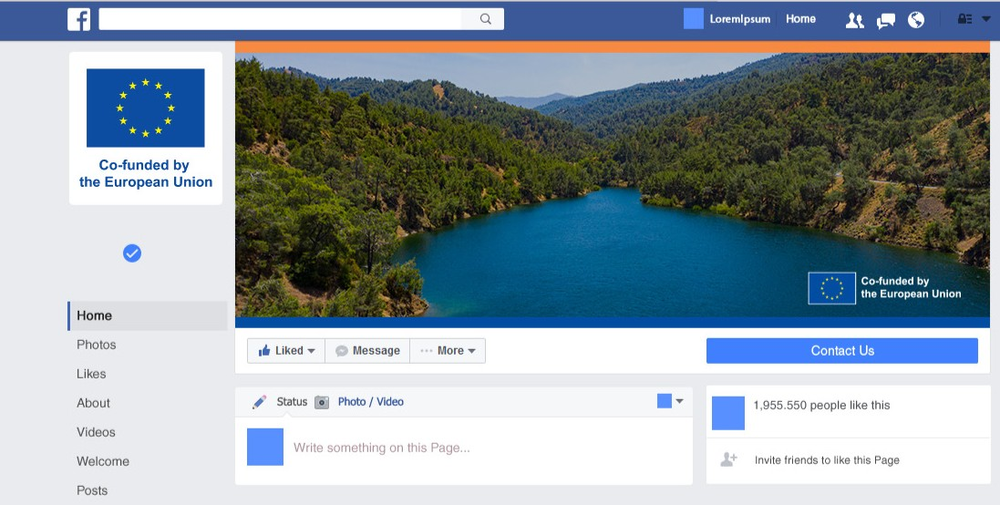 LoremIpsum Home
Co-funded by
the European Union
Co-funded by
the European Union
Home
Photos
Likes
About
Videos
Welcome
Posts
Liked Message More
Contact Us
Status Photo / Video
Write something on this Page...
1,955.550 people like this
Invite friends to like this Page